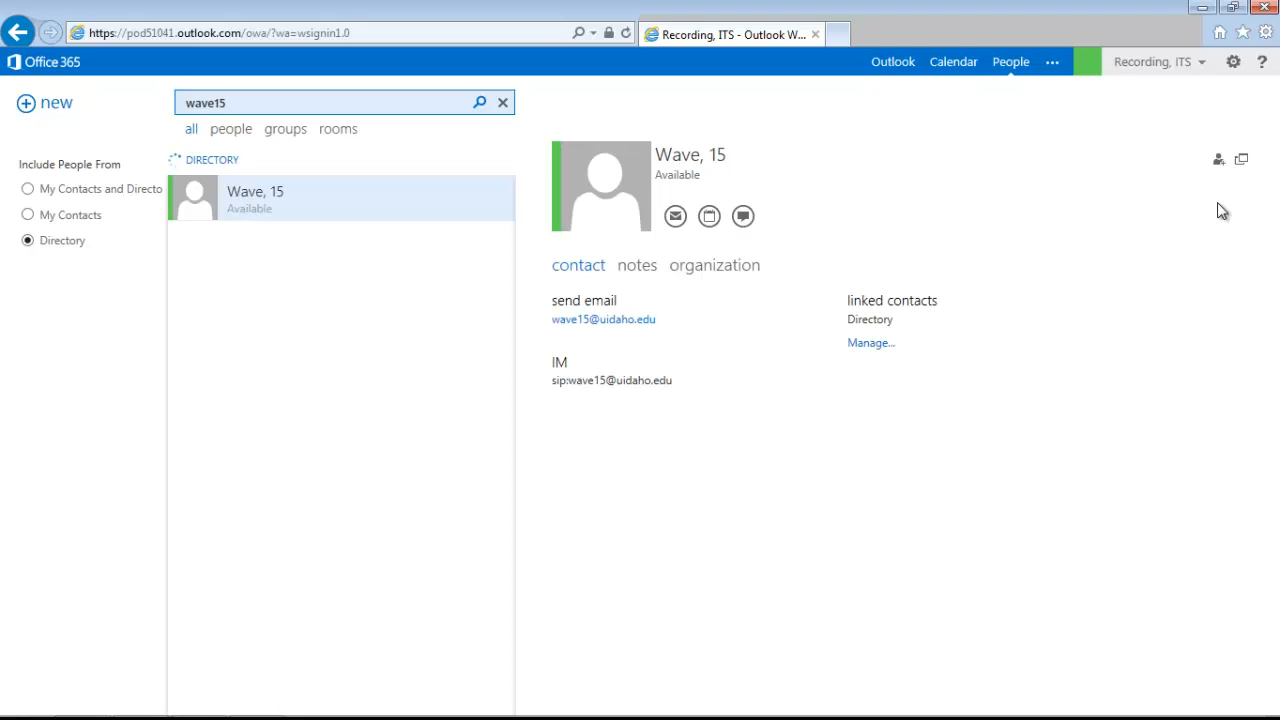 https://pod51041.outlook.com/owa/?wa=wsignin1.0
Recording, ITS - Outlook W...
Office 365
Outlook
Calendar
People
Recording, ITS
?
new
wave15
all people groups rooms
Include People From
My Contacts and Directo
My Contacts
Directory
DIRECTORY
Wave, 15
Available
Wave, 15
Available
contact notes organization
send email
wave15@uidaho.edu
IM
sip:wave15@uidaho.edu
linked contacts
Directory
Manage...